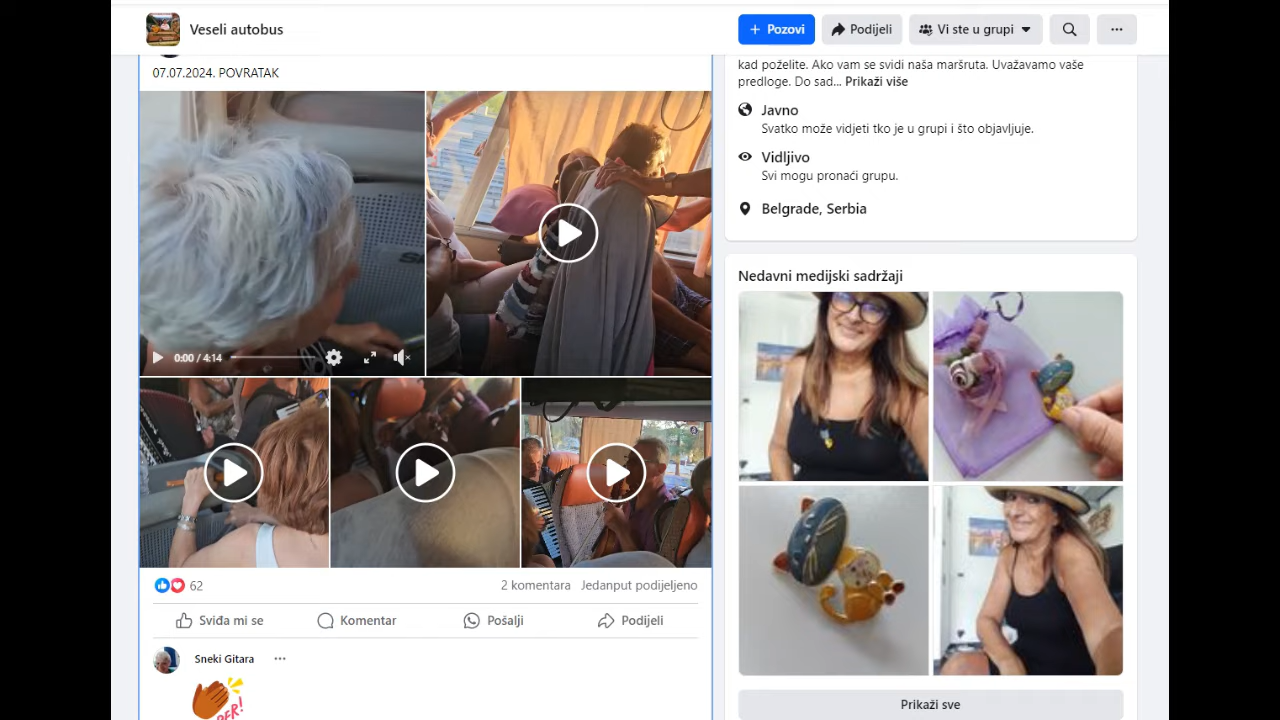 Veselі autobus
Pozovi
Podijeli
Vi ste u grupi
07.07.2024. POVRATAK
0:00 / 4:14
62
2 komentara
Jedanput podijeljeno
Sviđa mi se
Komentar
Pošalji
Podijeli
Sneki Gitara
kad poželite. Ako vam se svidi naša maršruta. Uvažavamo vaše
predloge. Do sad... Prikaži više
Javno
Svatko može vidjeti tko je u grupi i što objavljuje.
Vidljivo
Svi mogu pronaći grupu.
Belgrade, Serbia
Nedavni medijski sadržaji
Prikaži sve